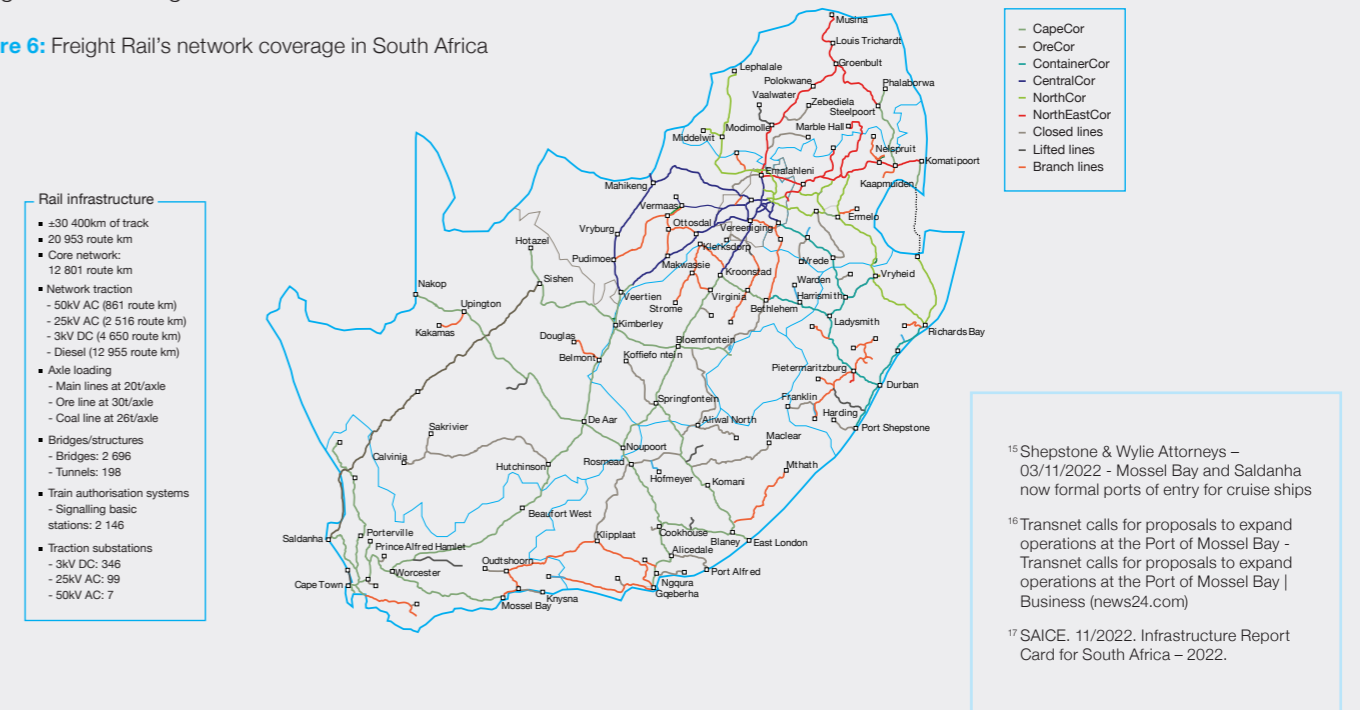 re 6: Freight Rail's network coverage in South Africa
Rail infrastructure
▪ ±30 400km of track
▪ 20 953 route km
▪ Core network:
12 801 route km
▪ Network traction
- 50kV AC (861 route km)
- 25kV AC (2 516 route km)
- 3kV DC (4 650 route km)
- Diesel (12 955 route km)
▪ Axle loading
- Main lines at 20t/axle
- Ore line at 30t/axle
- Coal line at 26t/axle
▪ Bridges/structures
- Bridges: 2 696
- Tunnels: 198
▪ Train authorisation systems
- Signalling basic
stations: 2 146
▪ Traction substations
- 3kV DC: 346
- 25kV AC: 99
- 50kV AC: 7
Musina
Louis Trichardt
Groenbult
Lephalale
Polokwane
Phalaborwa
Vaalwater
Zebediela
Steelpoort
Modimolle
Marble Hall
Middelwit
Nelspruit
Komatipoort
Emalahleni
Kaapmuiden
Mahikeng
Vermaas
Ermelo
Ottosdal
Vereeniging
Vryburg
Klerksdorp
Hotazel
Pudimoe
Makwassie
Vrede
Kroonstad
Vryheid
Sishen
Warden
Nakop
Veertien
Virginia
Harrismith
Upington
Strome
Bethlehem
Kakamas
Kimberley
Ladysmith
Richards Bay
Douglas
Bloemfontein
Koffiefo ntein
Belmont
Pietermaritzburg
Durban
Springfontein
Franklin
Harding
De Aar
Aliwal North
Port Shepstone
Sakrivier
Maclear
Noupoort
Calvinia
Hutchinson
Rosmead
Mthath
Hofmeyer
Komani
Beaufort West
Saldanha
Porterville
Klipplaat
Cookhouse
Blaney
East London
Prince Alfred Hamlet
Alicedale
Oudtshoorn
Worcester
Port Alfred
Cape Town
Ngqura
Gqeberha
Knysna
Mossel Bay
CapeCor
OreCor
ContainerCor
CentralCor
NorthCor
NorthEastCor
Closed lines
Lifted lines
Branch lines
15 Shepstone & Wylie Attorneys –
03/11/2022 - Mossel Bay and Saldanha
now formal ports of entry for cruise ships
16 Transnet calls for proposals to expand
operations at the Port of Mossel Bay -
Transnet calls for proposals to expand
operations at the Port of Mossel Bay |
Business (news24.com)
17 SAICE. 11/2022. Infrastructure Report
Card for South Africa – 2022.